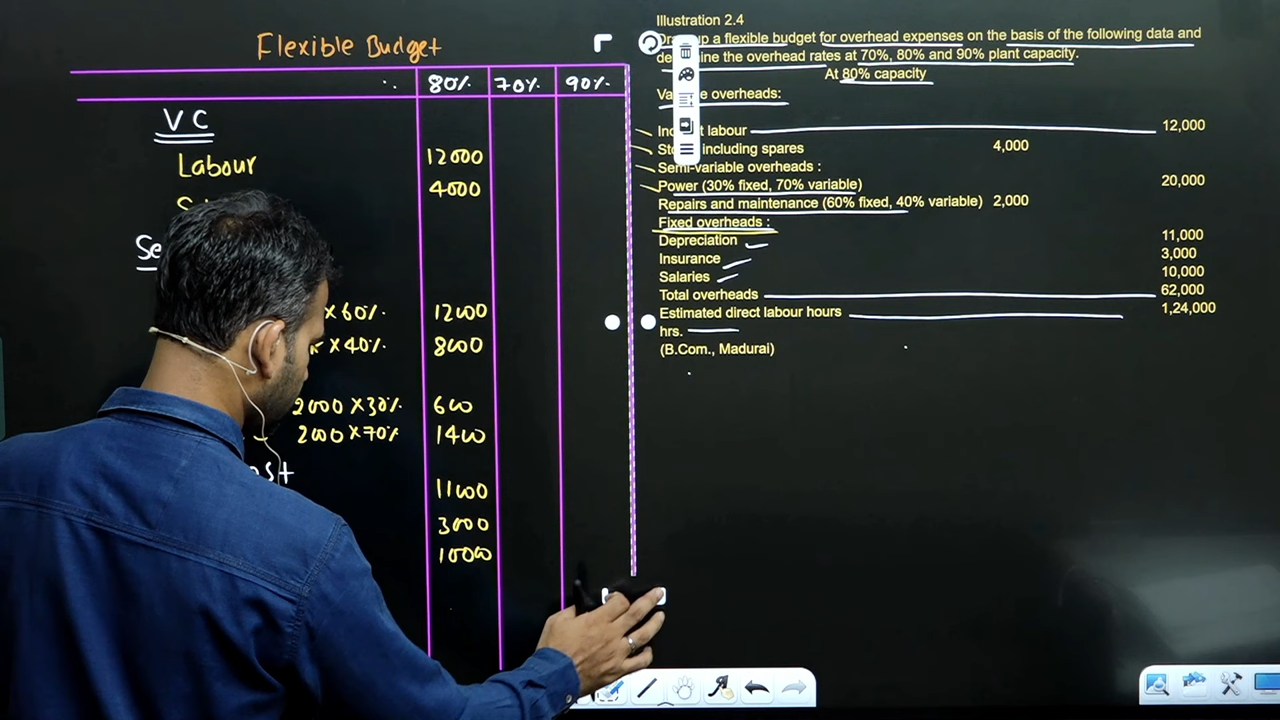 Flexible Budget
80% 70% 90%
VC
Labour 12000
4000
Se
× 60% 12000
× 40% 8000
2000 × 30% 600
2000 × 70% 1400
ost
11000
3000
10000
Illustration 2.4
up a flexible budget for overhead expenses on the basis of the following data and
the overhead rates at 70%, 80% and 90% plant capacity.
At 80% capacity
overheads:
labour 12,000
including spares 4,000
Semi-variable overheads :
Power (30% fixed, 70% variable) 20,000
Repairs and maintenance (60% fixed, 40% variable) 2,000
Fixed overheads :
Depreciation 11,000
Insurance 3,000
Salaries 10,000
Total overheads 62,000
Estimated direct labour hours 1,24,000
hrs.
(B.Com., Madurai)